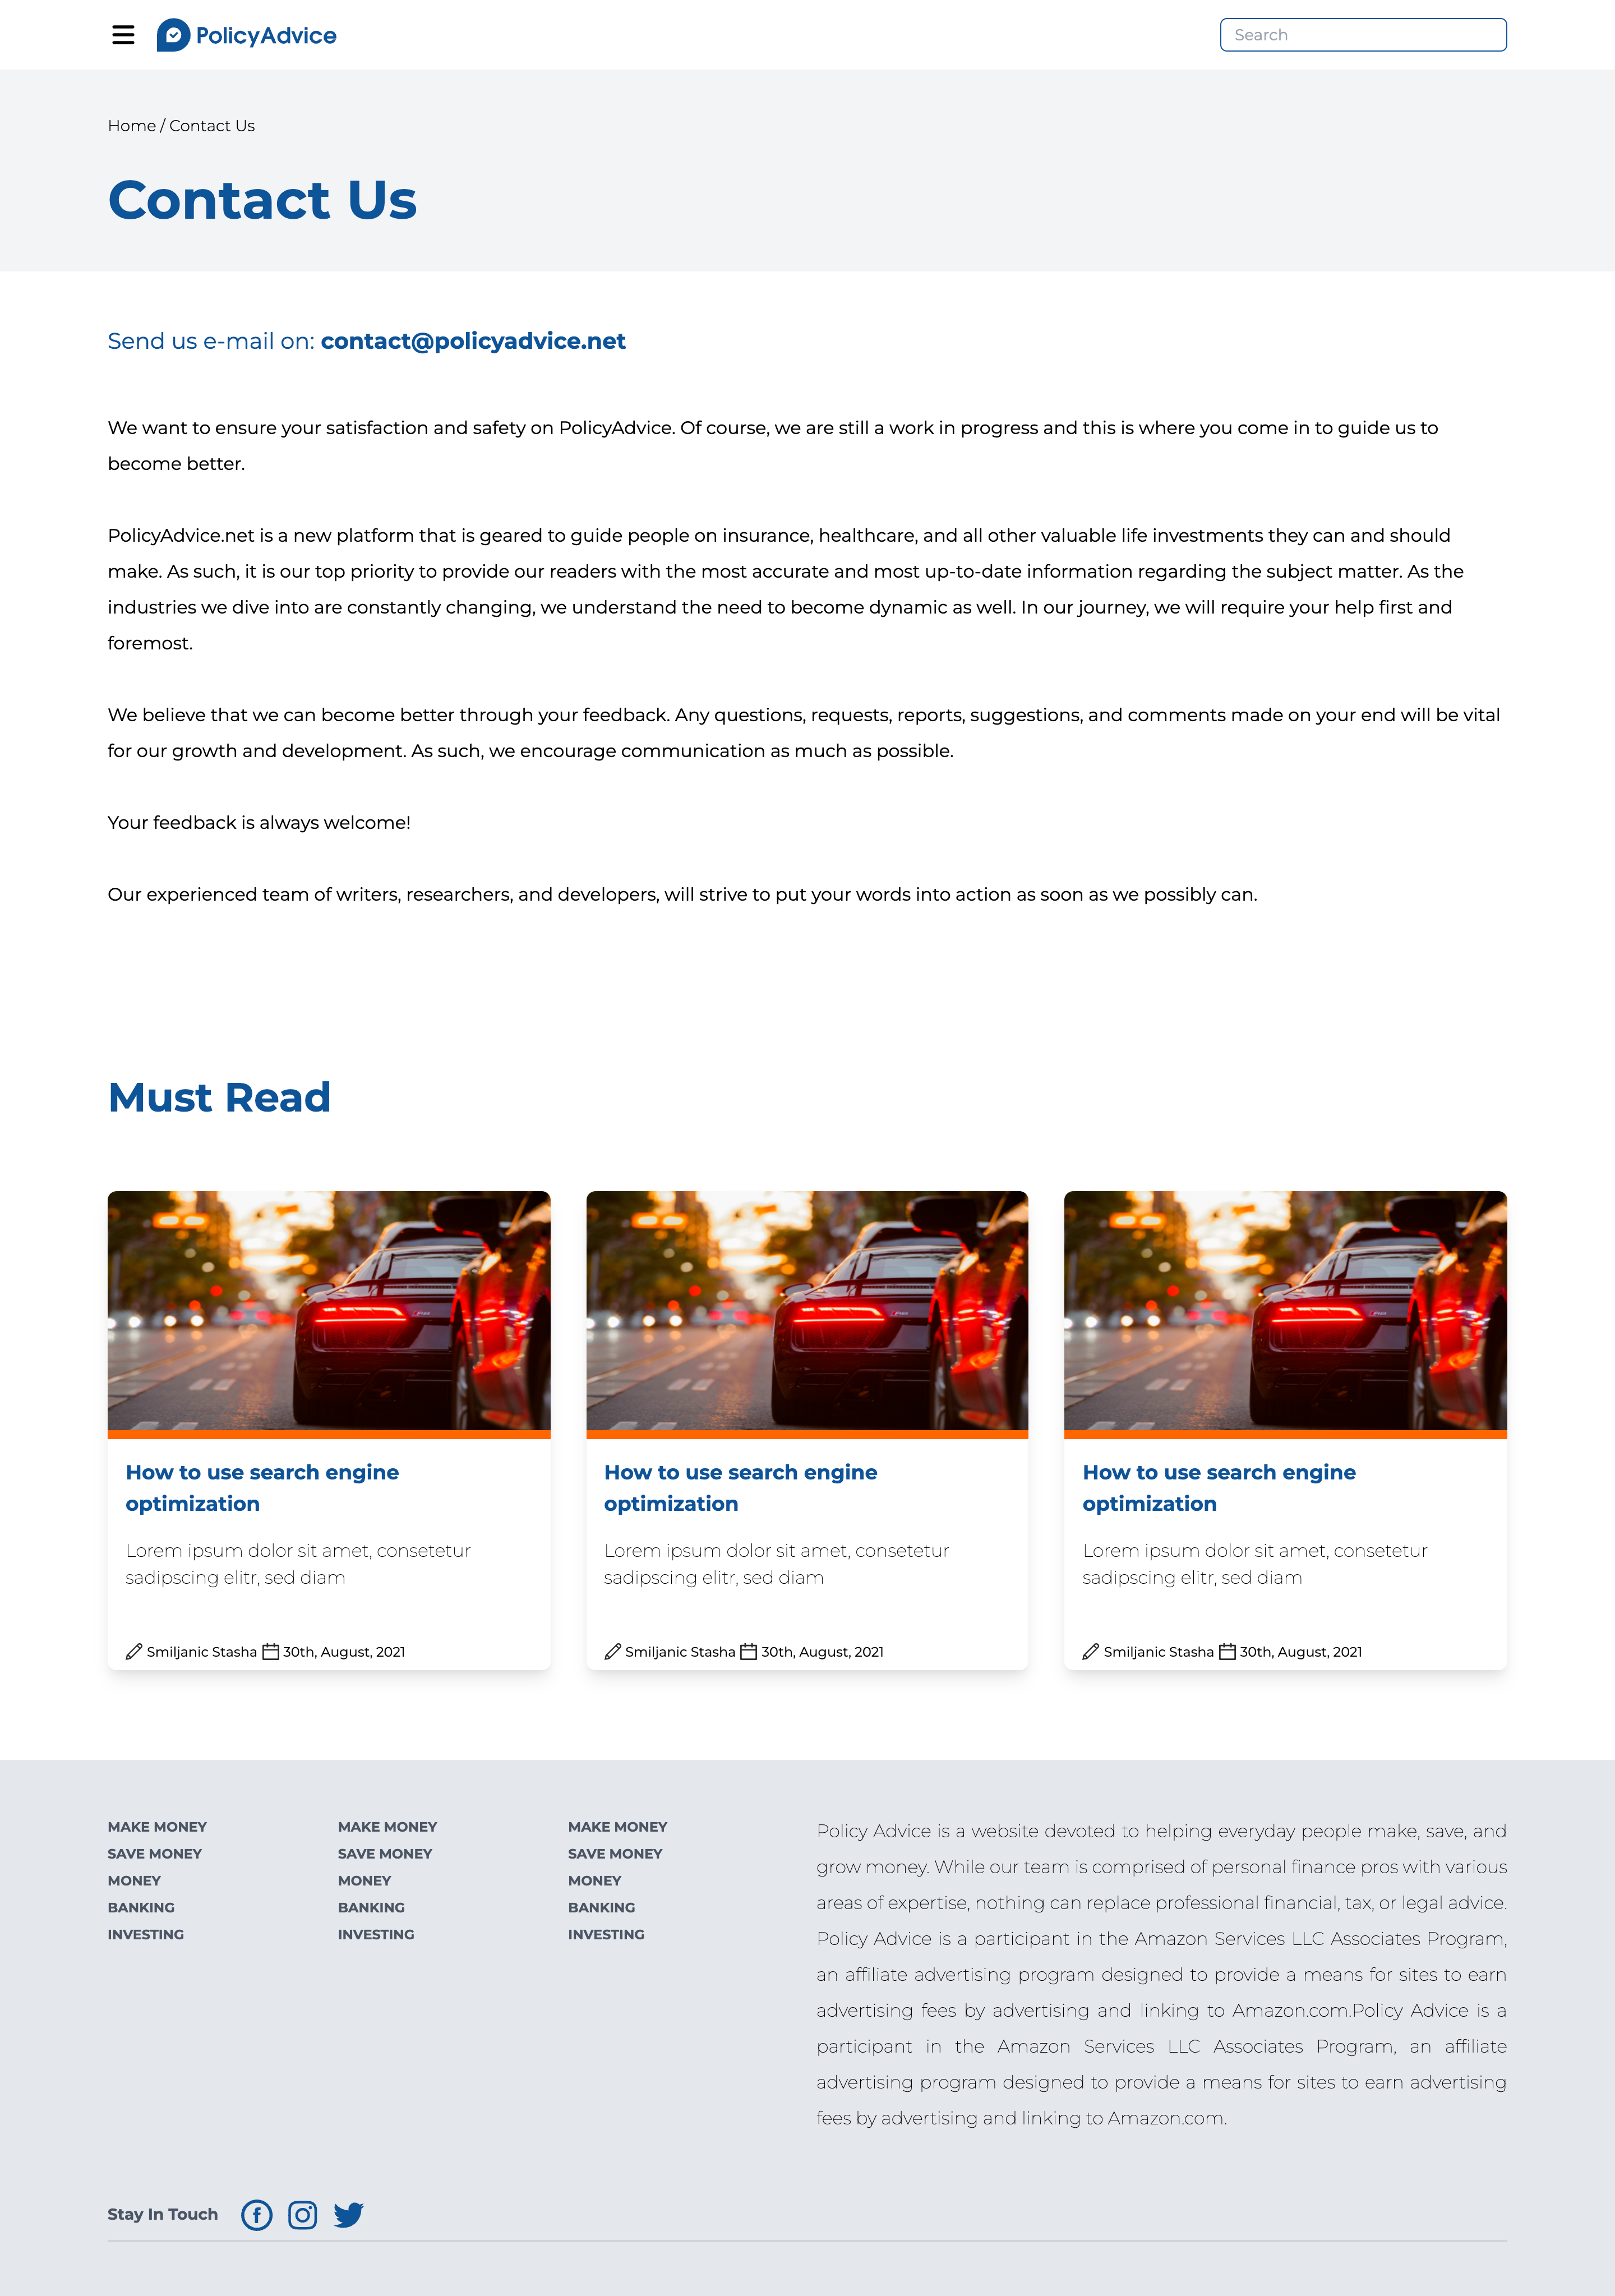 PolicyAdvice
Search
Home / Contact Us
Contact Us
Send us e-mail on: contact@policyadvice.net
We want to ensure your satisfaction and safety on PolicyAdvice. Of course, we are still a work in progress and this is where you come in to guide us to
become better.
PolicyAdvice.net is a new platform that is geared to guide people on insurance, healthcare, and all other valuable life investments they can and should
make. As such, it is our top priority to provide our readers with the most accurate and most up-to-date information regarding the subject matter. As the
industries we dive into are constantly changing, we understand the need to become dynamic as well. In our journey, we will require your help first and
foremost.
We believe that we can become better through your feedback. Any questions, requests, reports, suggestions, and comments made on your end will be vital
for our growth and development. As such, we encourage communication as much as possible.
Your feedback is always welcome!
Our experienced team of writers, researchers, and developers, will strive to put your words into action as soon as we possibly can.
Must Read
How to use search engine
optimization
Lorem ipsum dolor sit amet, consetetur
sadipscing elitr, sed diam
Smiljanic Stasha 30th, August, 2021
How to use search engine
optimization
Lorem ipsum dolor sit amet, consetetur
sadipscing elitr, sed diam
Smiljanic Stasha 30th, August, 2021
How to use search engine
optimization
Lorem ipsum dolor sit amet, consetetur
sadipscing elitr, sed diam
Smiljanic Stasha 30th, August, 2021
MAKE MONEY
SAVE MONEY
MONEY
BANKING
INVESTING
MAKE MONEY
SAVE MONEY
MONEY
BANKING
INVESTING
MAKE MONEY
SAVE MONEY
MONEY
BANKING
INVESTING
Policy Advice is a website devoted to helping everyday people make, save, and
grow money. While our team is comprised of personal finance pros with various
areas of expertise, nothing can replace professional financial, tax, or legal advice.
Policy Advice is a participant in the Amazon Services LLC Associates Program,
an affiliate advertising program designed to provide a means for sites to earn
advertising fees by advertising and linking to Amazon.com.Policy Advice is a
participant in the Amazon Services LLC Associates Program, an affiliate
advertising program designed to provide a means for sites to earn advertising
fees by advertising and linking to Amazon.com.
Stay In Touch